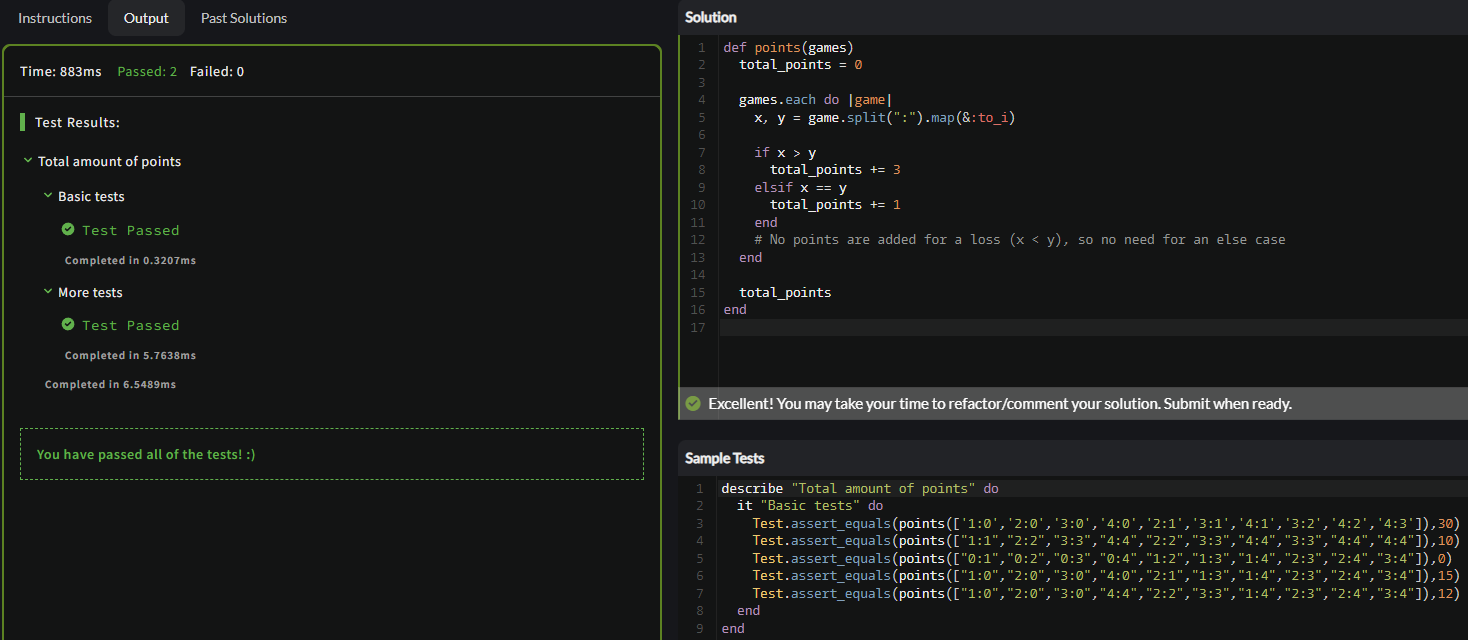 Instructions
Output
Past Solutions
Time: 883ms Passed: 2 Failed: 0
Test Results:
Total amount of points
Basic tests
Test Passed
Completed in 0.3207ms
More tests
Test Passed
Completed in 5.7638ms
Completed in 6.5489ms
You have passed all of the tests! :)
Solution
1 def points(games)
2   total_points = 0
3
4   games.each do |game|
5     x, y = game.split(":").map(&:to_i)
6
7     if x > y
8       total_points += 3
9     elsif x == y
10       total_points += 1
11     end
12     # No points are added for a loss (x < y), so no need for an else case
13   end
14
15   total_points
16 end
17
Excellent! You may take your time to refactor/comment your solution. Submit when ready.
Sample Tests
1 describe "Total amount of points" do
2   it "Basic tests" do
3     Test.assert_equals(points(['1:0','2:0','3:0','4:0','2:1','3:1','4:1','3:2','4:2','4:3']),30)
4     Test.assert_equals(points(["1:1","2:2","3:3","4:4","2:2","3:3","4:4","3:3","4:4","4:4"]),10)
5     Test.assert_equals(points(["0:1","0:2","0:3","0:4","1:2","1:3","1:4","2:3","2:4","3:4"]),0)
6     Test.assert_equals(points(["1:0","2:0","3:0","4:0","2:1","1:3","1:4","2:3","2:4","3:4"]),15)
7     Test.assert_equals(points(["1:0","2:0","3:0","4:4","2:2","3:3","1:4","2:3","2:4","3:4"]),12)
8   end
9 end